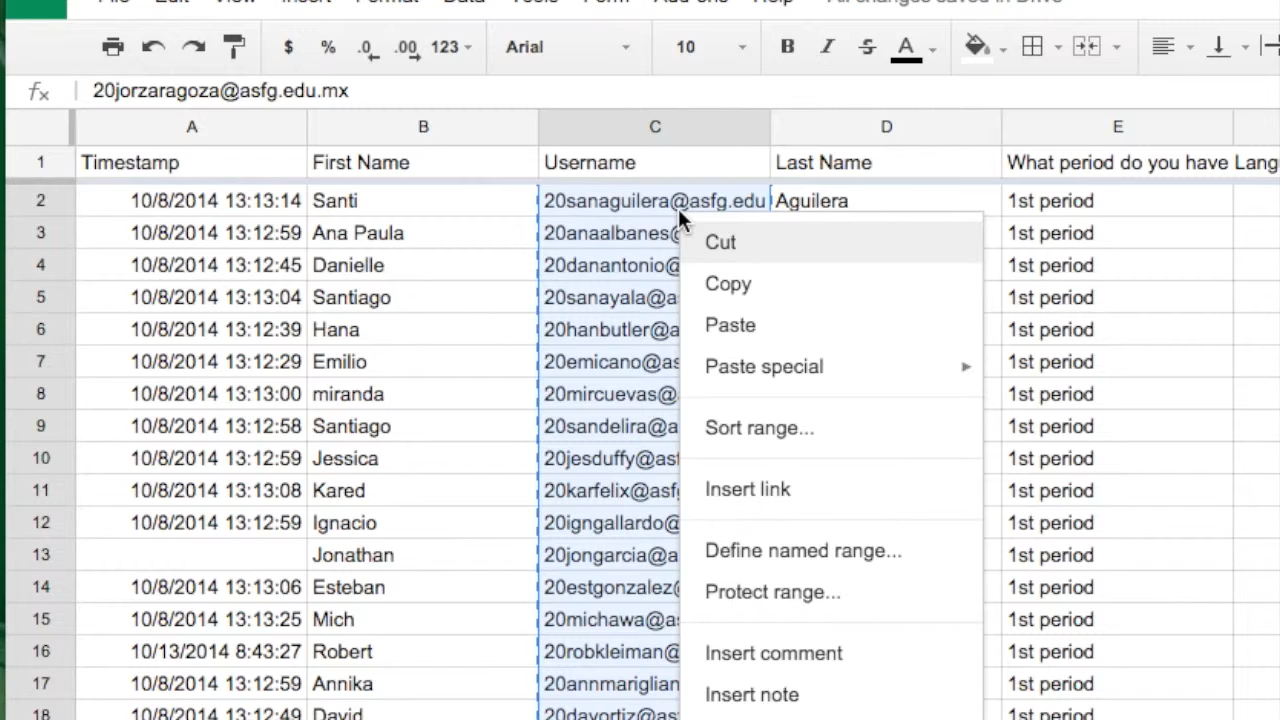 File Edit View Insert Format Data Tools Form Add-ons Help All changes saved in Drive
$ % .0 .00 123 Arial 10 B I S A
fx 20jorzaragoza@asfg.edu.mx
A B C D E
1 Timestamp First Name Username Last Name What period do you have Lang
2 10/8/2014 13:13:14 Santi 20sanaguilera@asfg.edu Aguilera 1st period
3 10/8/2014 13:12:59 Ana Paula 20anaalbanes@ 1st period
4 10/8/2014 13:12:45 Danielle 20danantonio@ 1st period
5 10/8/2014 13:13:04 Santiago 20sanayala@as 1st period
6 10/8/2014 13:12:39 Hana 20hanbutler@a 1st period
7 10/8/2014 13:12:29 Emilio 20emicano@as 1st period
8 10/8/2014 13:13:00 miranda 20mircuevas@ 1st period
9 10/8/2014 13:12:58 Santiago 20sandelira@a 1st period
10 10/8/2014 13:12:59 Jessica 20jesduffy@asf 1st period
11 10/8/2014 13:13:08 Kared 20karfelix@asfg 1st period
12 10/8/2014 13:12:59 Ignacio 20igngallardo@ 1st period
13 Jonathan 20jongarcia@a 1st period
14 10/8/2014 13:13:06 Esteban 20estgonzalez@ 1st period
15 10/8/2014 13:13:25 Mich 20michawa@as 1st period
16 10/13/2014 8:43:27 Robert 20robkleiman@ 1st period
17 10/8/2014 13:12:59 Annika 20annmariglian 1st period
18 10/8/2014 13:12:49 David 20davortiz@as 1st period
Cut
Copy
Paste
Paste special
Sort range...
Insert link
Define named range...
Protect range...
Insert comment
Insert note